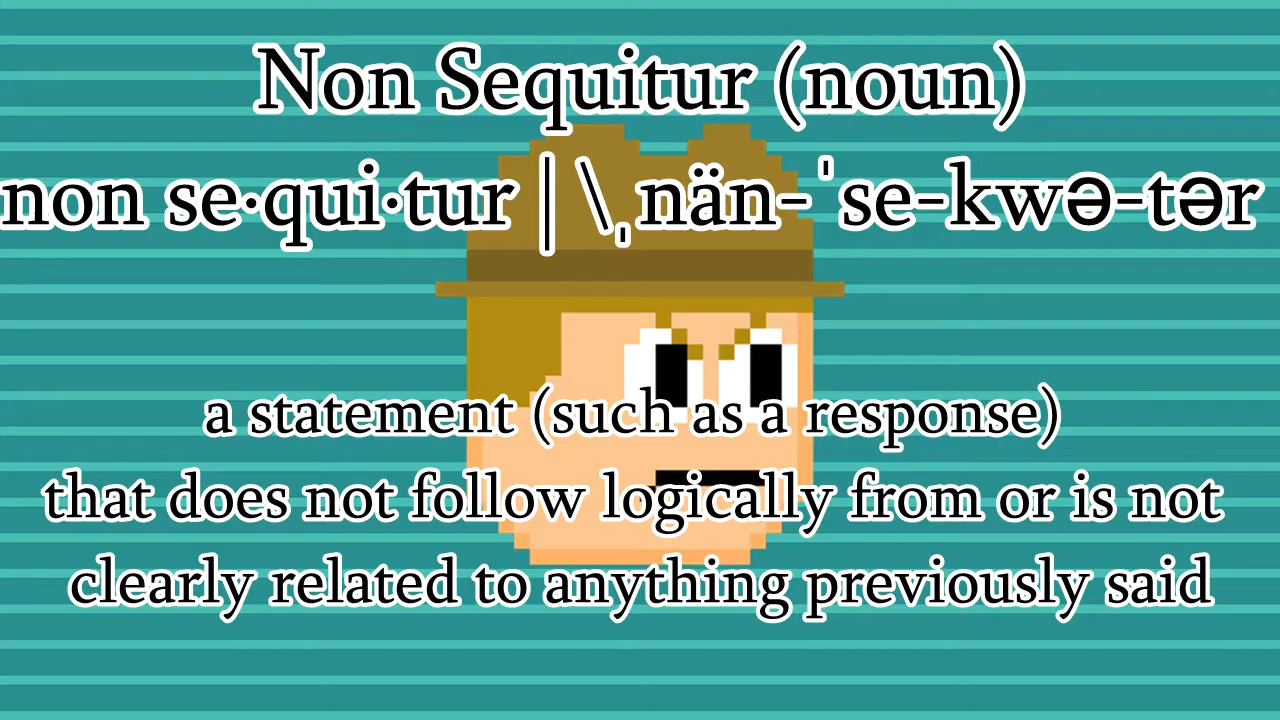 Non Sequitur (noun)
non se·qui·tur | \ˌnän-ˈse-kwə-tər
a statement (such as a response)
that does not follow logically from or is not
clearly related to anything previously said